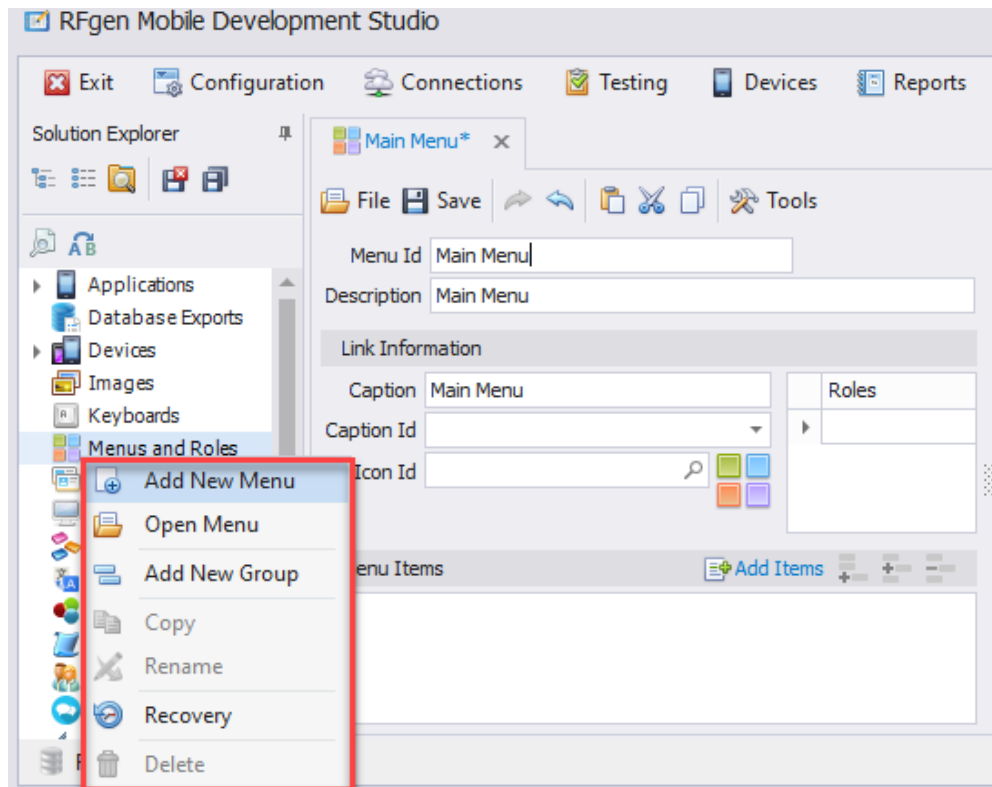 RFgen Mobile Development Studio
Exit Configuration Connections Testing Devices Reports
Solution Explorer
Main Menu*
File Save Tools
Menu Id Main Menu
Description Main Menu
Link Information
Caption Main Menu
Roles
Caption Id
Icon Id
Menu Items Add Items
Applications
Database Exports
Devices
Images
Keyboards
Menus and Roles
Add New Menu
Open Menu
Add New Group
Copy
Rename
Recovery
Delete